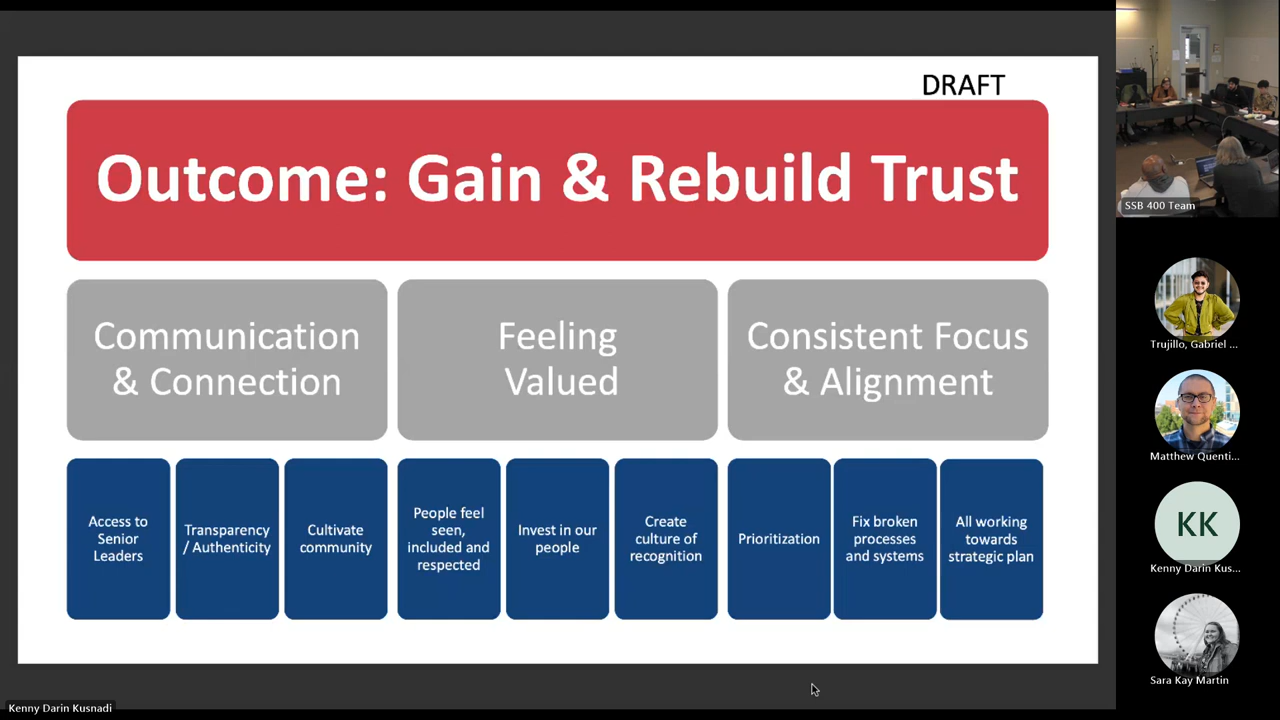 DRAFT
Outcome: Gain & Rebuild Trust
Communication
& Connection
Feeling
Valued
Consistent Focus
& Alignment
Access to
Senior
Leaders
Transparency
/ Authenticity
Cultivate
community
People feel
seen,
included and
respected
Invest in our
people
Create
culture of
recognition
Prioritization
Fix broken
processes
and systems
All working
towards
strategic plan
SSB 400 Team
Trujillo, Gabriel ...
Matthew Quenti...
KK
Kenny Darin Kus...
Sara Kay Martin
Kenny Darin Kusnadi